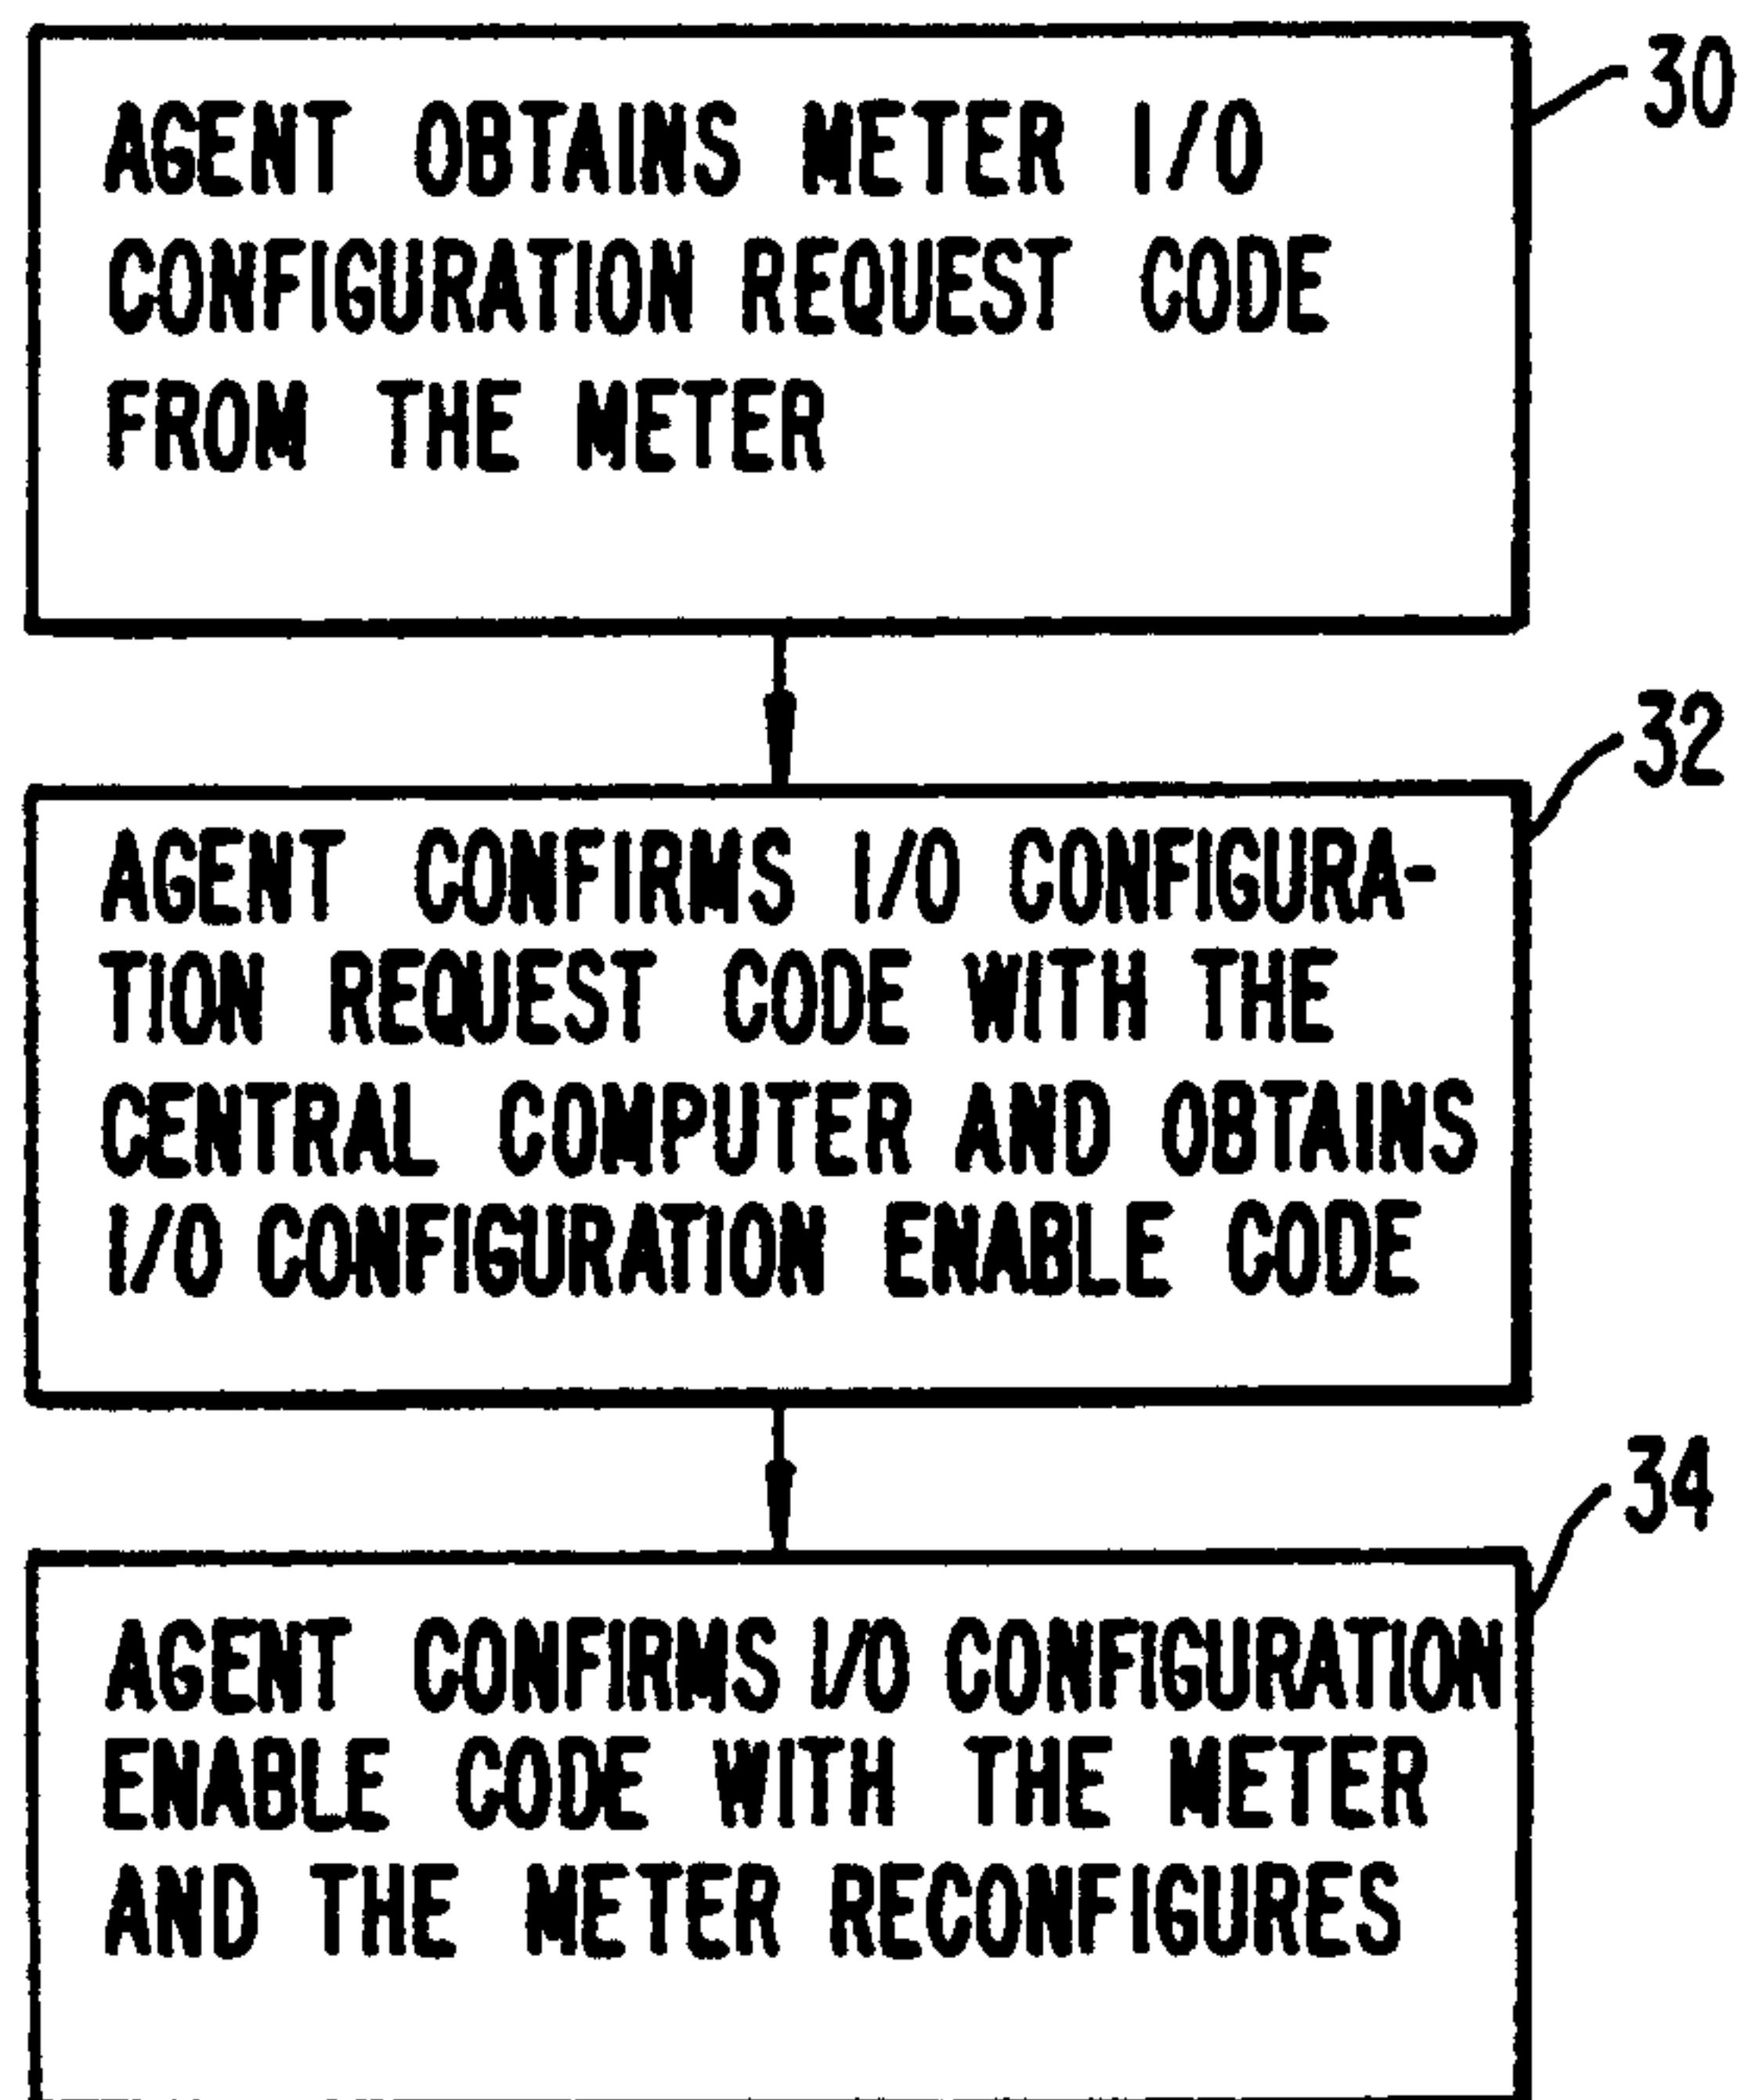 30
AGENT OBTAINS METER I/O
CONFIGURATION REQUEST CODE
FROM THE METER
32
AGENT CONFIRMS I/O CONFIGURA-
TION REQUEST CODE WITH THE
CENTRAL COMPUTER AND OBTAINS
I/O CONFIGURATION ENABLE CODE
34
AGENT CONFIRMS I/O CONFIGURATION
ENABLE CODE WITH THE METER
AND THE METER RECONFIGURES